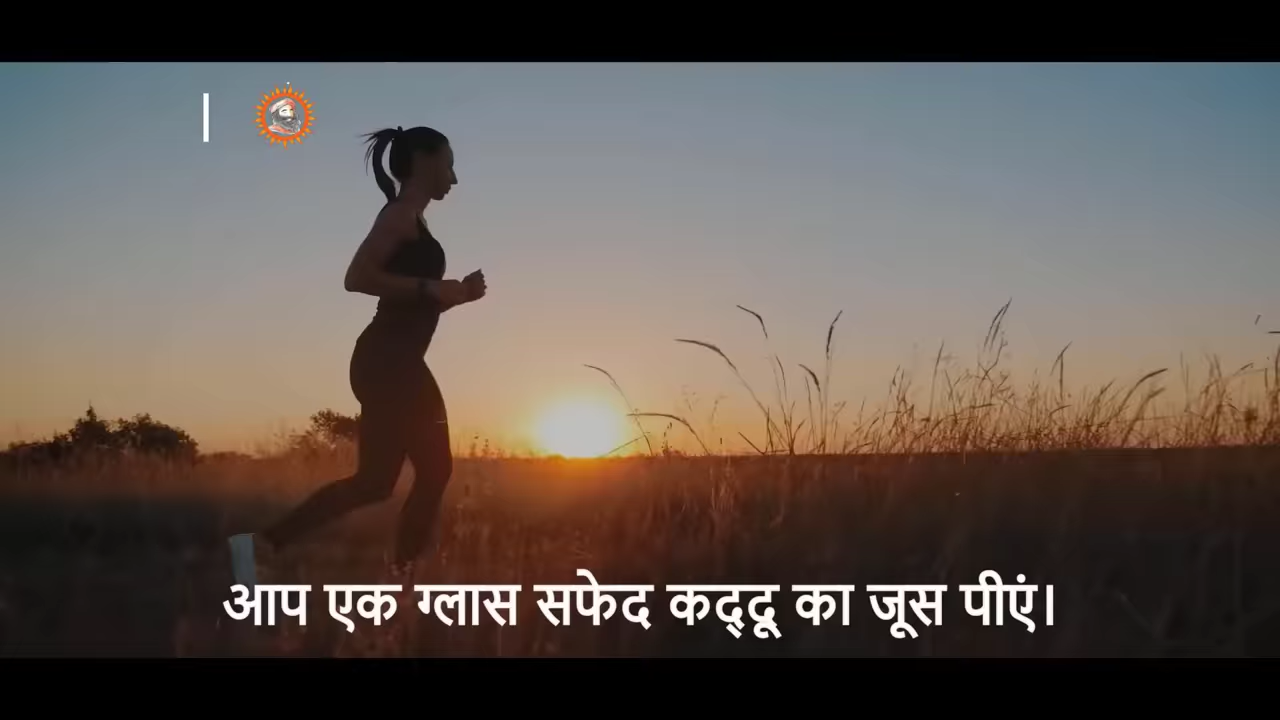 आप एक ग्लास सफेद कद्दू का जूस पीएं।